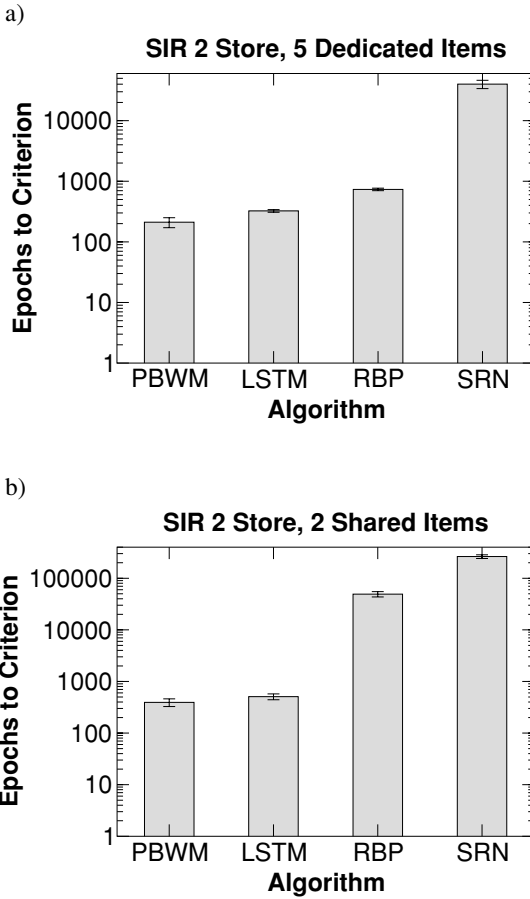 a)
SIR 2 Store, 5 Dedicated Items
Epochs to Criterion
10000
1000
100
10
1
PBWM LSTM RBP SRN
Algorithm
b)
SIR 2 Store, 2 Shared Items
Epochs to Criterion
100000
10000
1000
100
10
1
PBWM LSTM RBP SRN
Algorithm